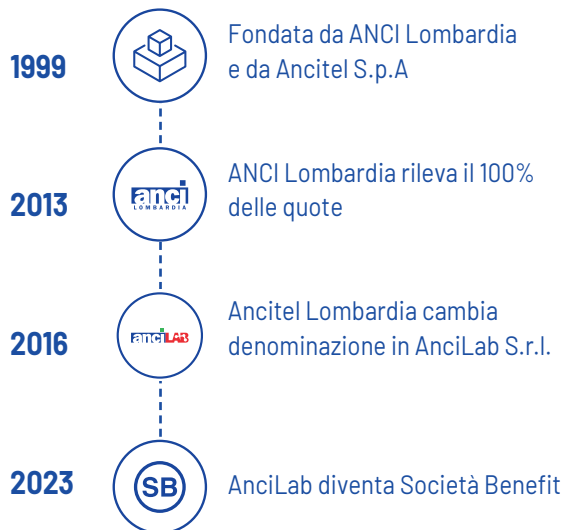 1999
Fondata da ANCI Lombardia
e da Ancitel S.p.A
2013
anci
LOMBARDIA
ANCI Lombardia rileva il 100%
delle quote
2016
anciLAB
Ancitel Lombardia cambia
denominazione in AnciLab S.r.l.
2023
SB
AnciLab diventa Società Benefit